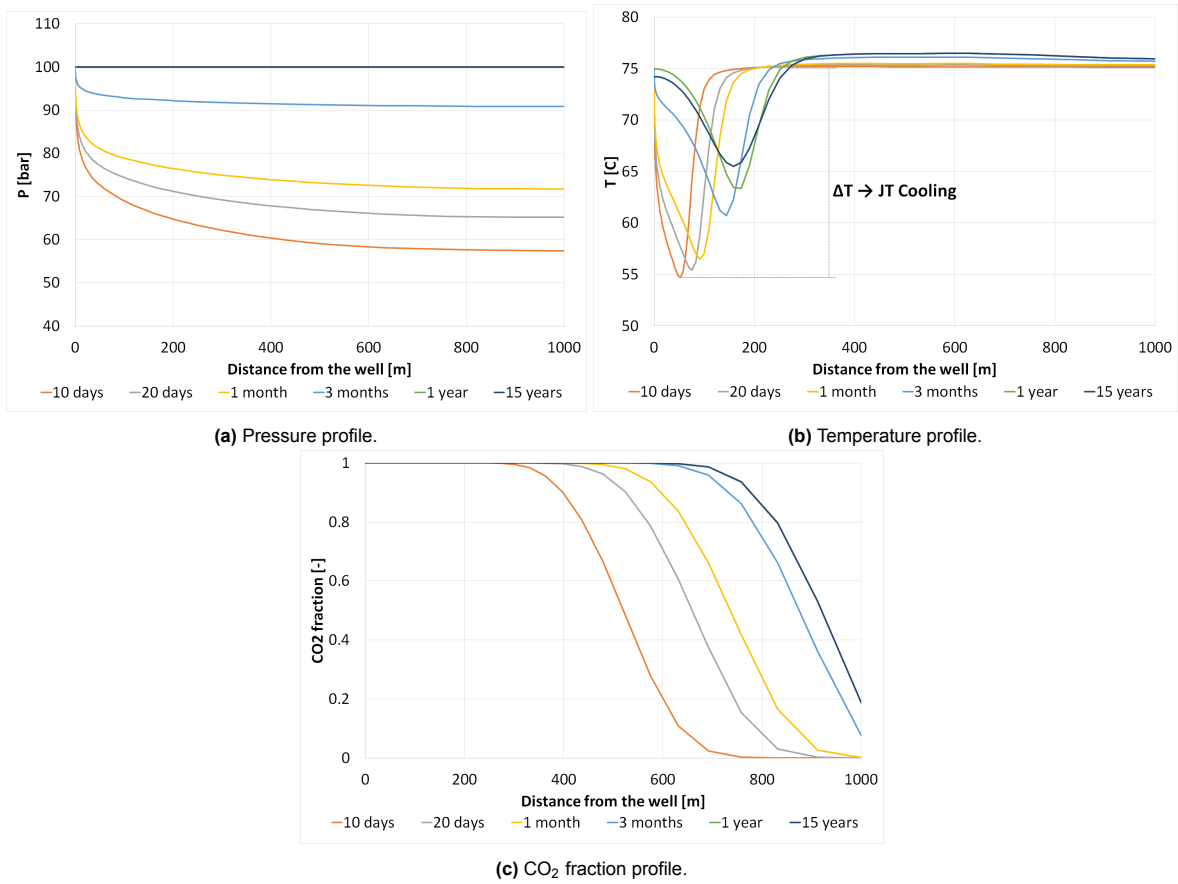 110
100
90
80
70
60
50
40
P [bar]
0 200 400 600 800 1000
Distance from the well [m]
10 days 20 days 1 month 3 months 1 year 15 years
(a) Pressure profile.
80
75
70
65
60
55
50
T [C]
ΔT → JT Cooling
0 200 400 600 800 1000
Distance from the well [m]
10 days 20 days 1 month 3 months 1 year 15 years
(b) Temperature profile.
1
0.8
0.6
0.4
0.2
0
CO2 fraction [-]
0 200 400 600 800 1000
Distance from the well [m]
10 days 20 days 1 month 3 months 1 year 15 years
(c) CO₂ fraction profile.